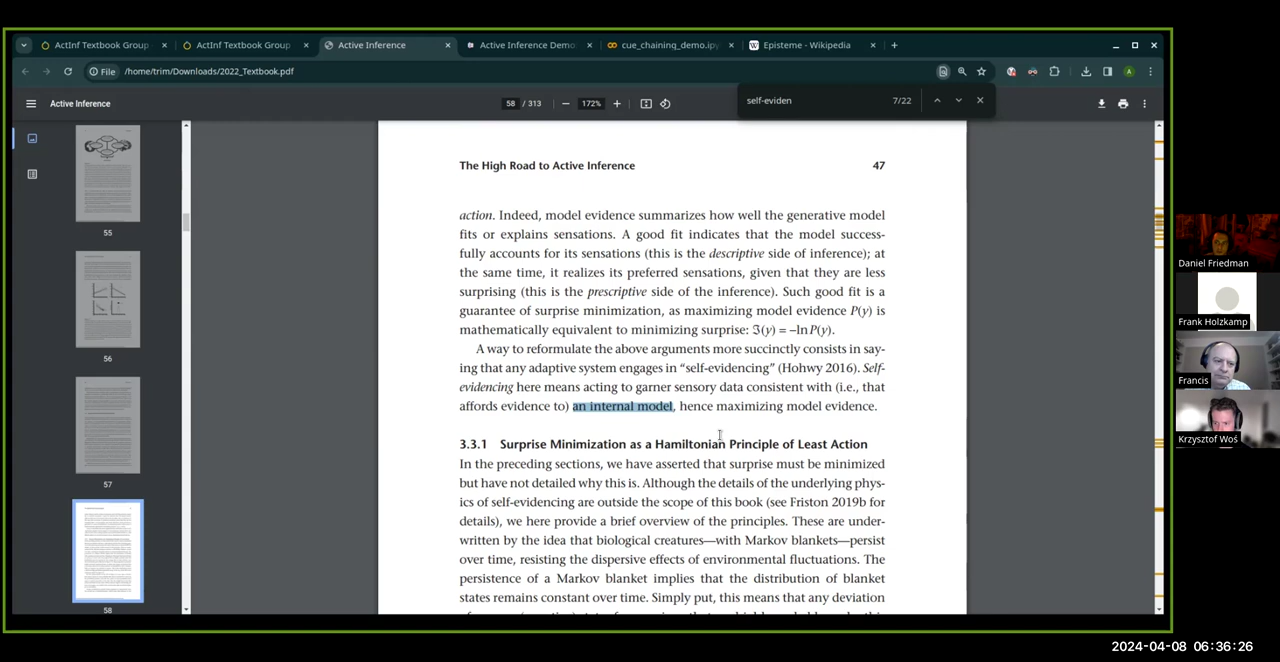 ActInf Textbook Group
ActInf Textbook Group
Active Inference
Active Inference Demo
cue_chaining_demo.ipy
Episteme - Wikipedia
File
/home/trim/Downloads/2022_Textbook.pdf
A
Active Inference
58 / 313
172%
self-eviden
7/22
55
56
57
58
The High Road to Active Inference
47
action. Indeed, model evidence summarizes how well the generative model
fits or explains sensations. A good fit indicates that the model success-
fully accounts for its sensations (this is the descriptive side of inference); at
the same time, it realizes its preferred sensations, given that they are less
surprising (this is the prescriptive side of the inference). Such good fit is a
guarantee of surprise minimization, as maximizing model evidence P(y) is
mathematically equivalent to minimizing surprise: ℑ(y) = −ln P(y).
A way to reformulate the above arguments more succinctly consists in say-
ing that any adaptive system engages in “self-evidencing” (Hohwy 2016). Self-
evidencing here means acting to garner sensory data consistent with (i.e., that
affords evidence to) an internal model, hence maximizing model evidence.
3.3.1 Surprise Minimization as a Hamiltonian Principle of Least Action
In the preceding sections, we have asserted that surprise must be minimized
but have not detailed why this is. Although the details of the underlying phys-
ics of self-evidencing are outside the scope of this book (see Friston 2019b for
details), we here provide a brief overview of the principles. These are under-
written by the idea that biological creatures—with Markov blankets—persist
over time, resisting the dispersive effects of environmental fluctuations. The
persistence of a Markov blanket implies that the distribution of blanket
states remains constant over time. Simply put, this means that any deviation
Daniel Friedman
Frank Holzkamp
Francis
Krzysztof Woś
2024-04-08 06:36:26